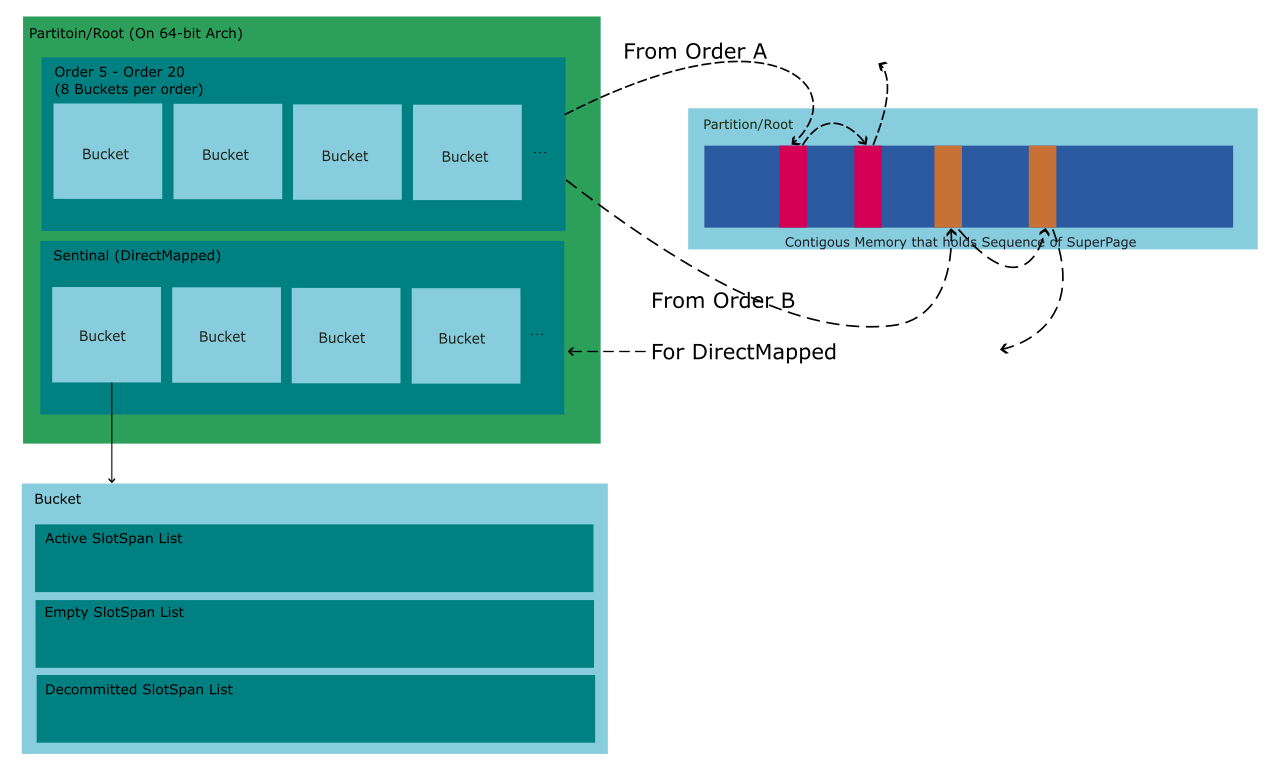 Partitoin/Root (On 64-bit Arch)
Order 5 - Order 20
(8 Buckets per order)
Bucket
Bucket
Bucket
Bucket
...
Sentinal (DirectMapped)
Bucket
Bucket
Bucket
Bucket
...
From Order A
Partition/Root
Contigous Memory that holds Sequence of SuperPage
From Order B
For DirectMapped
Bucket
Active SlotSpan List
Empty SlotSpan List
Decommitted SlotSpan List